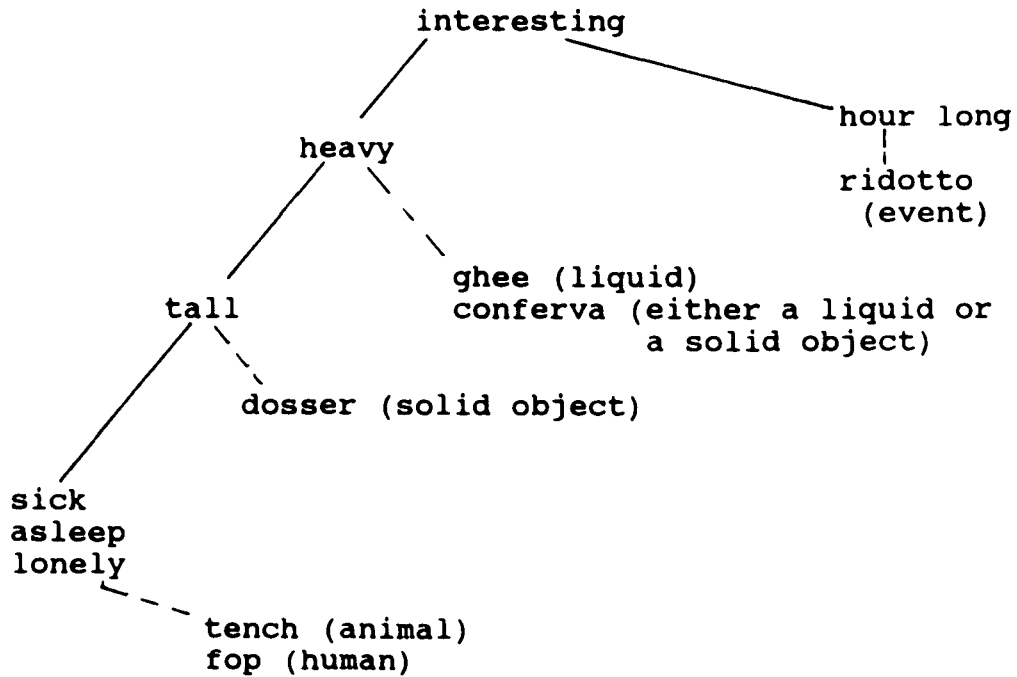 interesting
hour long
heavy
ridotto
(event)
ghee (liquid)
tall
conferva (either a liquid or
a solid object)
dosser (solid object)
sick
asleep
lonely
tench (animal)
fop (human)